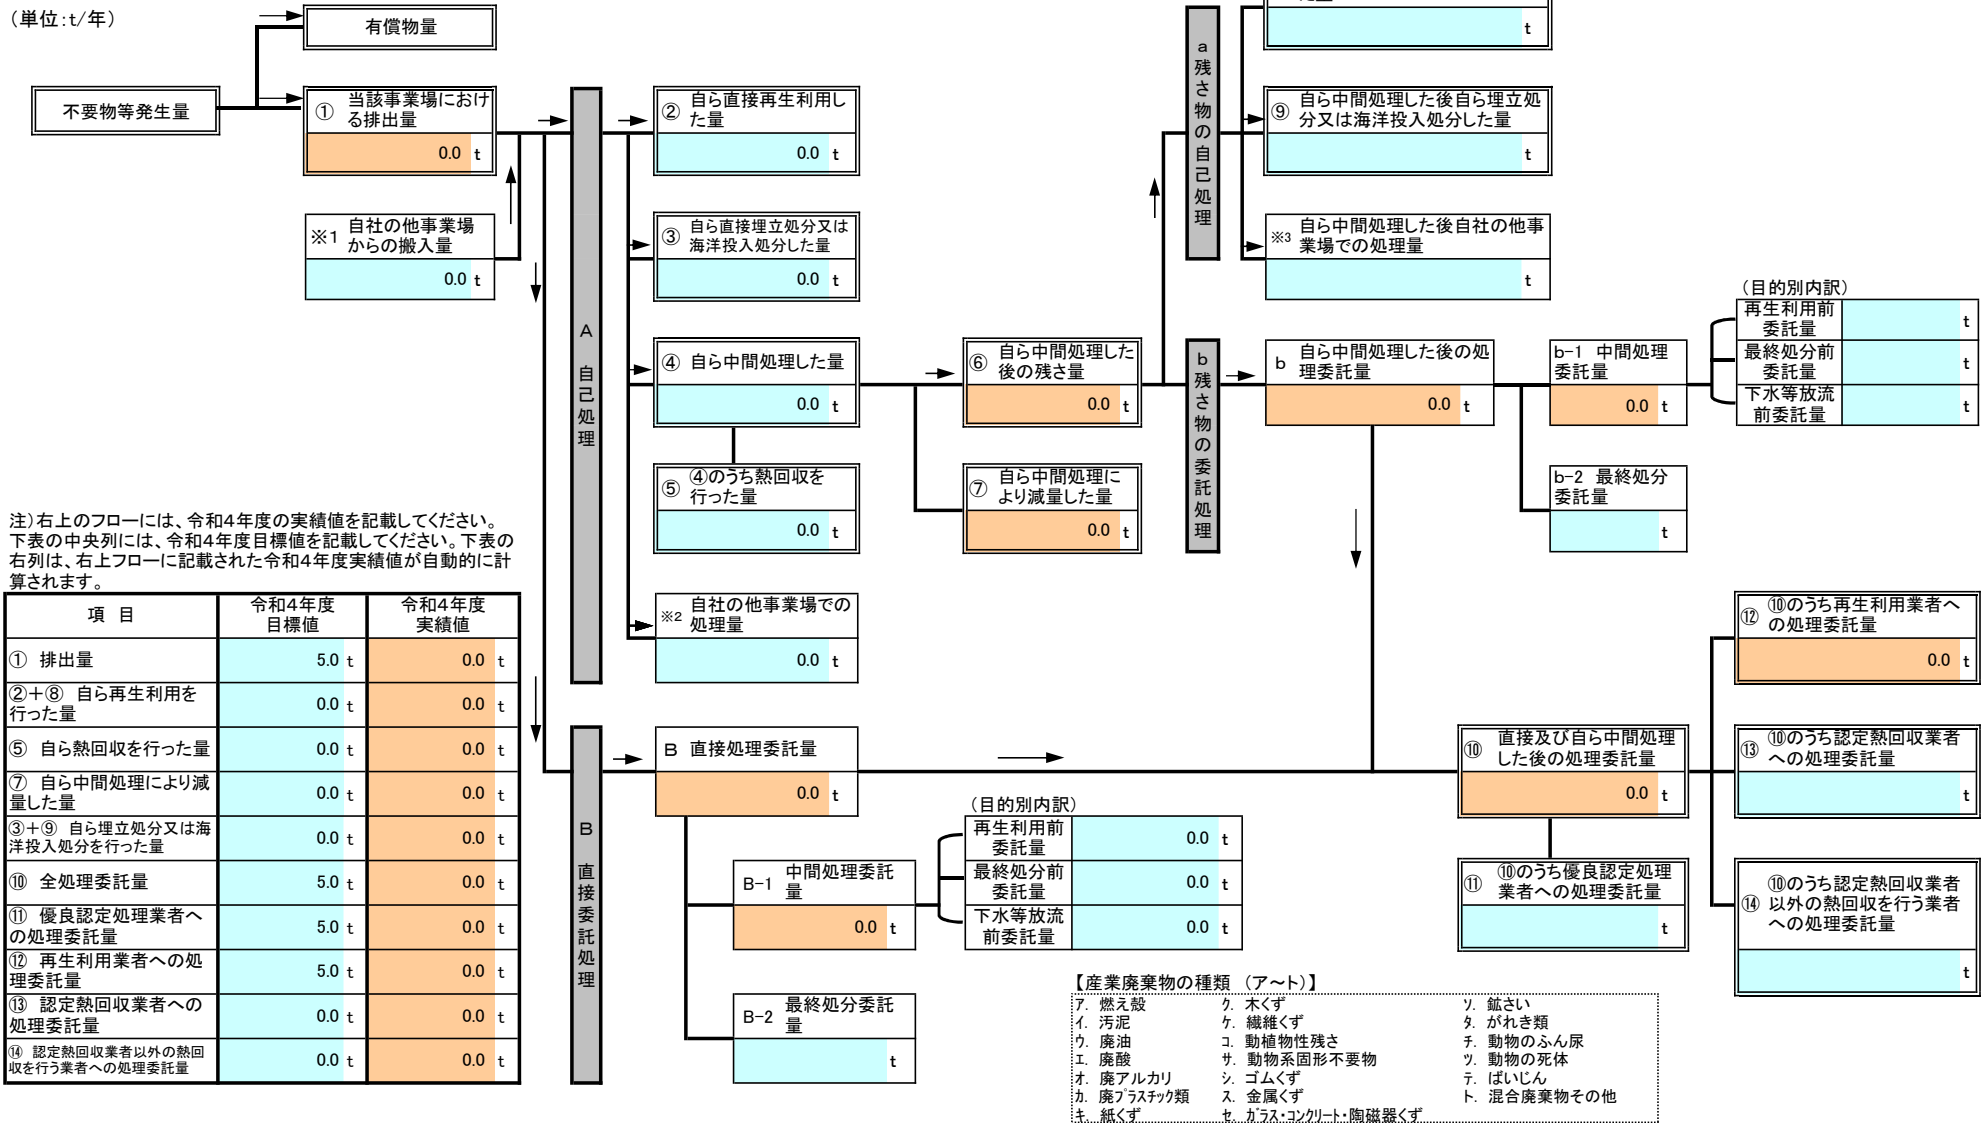 （単位:t/年）
有償物量
不要物等発生量
① 当該事業場におけ
る排出量
0.0 t
※1 自社の他事業場
からの搬入量
0.0 t
A 自己処理
② 自ら直接再生利用し
た量
0.0 t
③ 自ら直接埋立処分又は
海洋投入処分した量
0.0 t
④ 自ら中間処理した量
0.0 t
⑤ ④のうち熱回収を
行った量
0.0 t
※2 自社の他事業場での
処理量
0.0 t
⑥ 自ら中間処理した
後の残さ量
0.0 t
⑦ 自ら中間処理に
より減量した量
0.0 t
a残さ物の自己処理
t
⑨ 自ら中間処理した後自ら埋立処
分又は海洋投入処分した量
t
※3 自ら中間処理した後自社の他事
業場での処理量
t
b残さ物の委託処理
b 自ら中間処理した後の処
理委託量
0.0 t
b-1 中間処理
委託量
0.0 t
b-2 最終処分
委託量
t
（目的別内訳）
再生利用前
委託量
t
最終処分前
委託量
t
下水等放流
前委託量
t
注）右上のフローには、令和４年度の実績値を記載してください。
下表の中央列には、令和４年度目標値を記載してください。下表の
右列は、右上フローに記載された令和４年度実績値が自動的に計
算されます。
項 目
令和４年度
目標値
令和４年度
実績値
① 排出量 5.0 t 0.0 t
②＋⑧ 自ら再生利用を
行った量 0.0 t 0.0 t
⑤ 自ら熱回収を行った量 0.0 t 0.0 t
⑦ 自ら中間処理により減
量した量 0.0 t 0.0 t
③＋⑨ 自ら埋立処分又は海
洋投入処分を行った量 0.0 t 0.0 t
⑩ 全処理委託量 5.0 t 0.0 t
⑪ 優良認定処理業者へ
の処理委託量 5.0 t 0.0 t
⑫ 再生利用業者への処
理委託量 5.0 t 0.0 t
⑬ 認定熱回収業者への
処理委託量 0.0 t 0.0 t
⑭ 認定熱回収業者以外の熱回
収を行う業者への処理委託量 0.0 t 0.0 t
B 直接委託処理
B 直接処理委託量
0.0 t
B-1 中間処理委託
量
0.0 t
B-2 最終処分委託
量
t
（目的別内訳）
再生利用前
委託量
0.0 t
最終処分前
委託量
0.0 t
下水等放流
前委託量
0.0 t
⑩ 直接及び自ら中間処理
した後の処理委託量
0.0 t
⑪ ⑩のうち優良認定処理
業者への処理委託量
t
⑫ ⑩のうち再生利用業者へ
の処理委託量
0.0 t
⑬ ⑩のうち認定熱回収業者
への処理委託量
t
⑭ ⑩のうち認定熱回収業者
以外の熱回収を行う業者
への処理委託量
t
【産業廃棄物の種類 （ア～ト）】
ア. 燃え殻 ク. 木くず ソ. 鉱さい
イ. 汚泥 ケ. 繊維くず タ. がれき類
ウ. 廃油 コ. 動植物性残さ チ. 動物のふん尿
エ. 廃酸 サ. 動物系固形不要物 ツ. 動物の死体
オ. 廃アルカリ シ. ゴムくず テ. ばいじん
カ. 廃プラスチック類 ス. 金属くず ト. 混合廃棄物その他
キ. 紙くず セ. ガラス・コンクリート・陶磁器くず